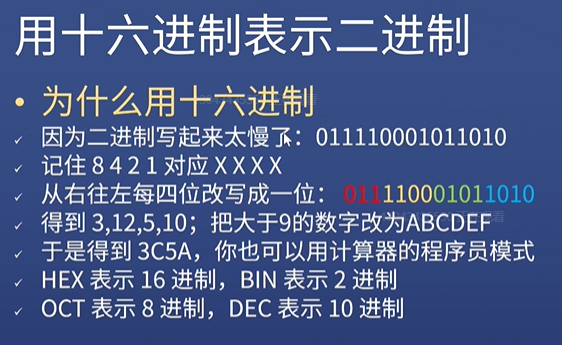 用十六进制表示二进制
• 为什么用十六进制
✓ 因为二进制写起来太慢了：011110001011010
✓ 记住 8 4 2 1 对应 X X X X
✓ 从右往左每四位改写成一位： 011110001011010
✓ 得到 3,12,5,10；把大于9的数字改为ABCDEF
✓ 于是得到 3C5A，你也可以用计算器的程序员模式
✓ HEX 表示 16 进制，BIN 表示 2 进制
✓ OCT 表示 8 进制，DEC 表示 10 进制